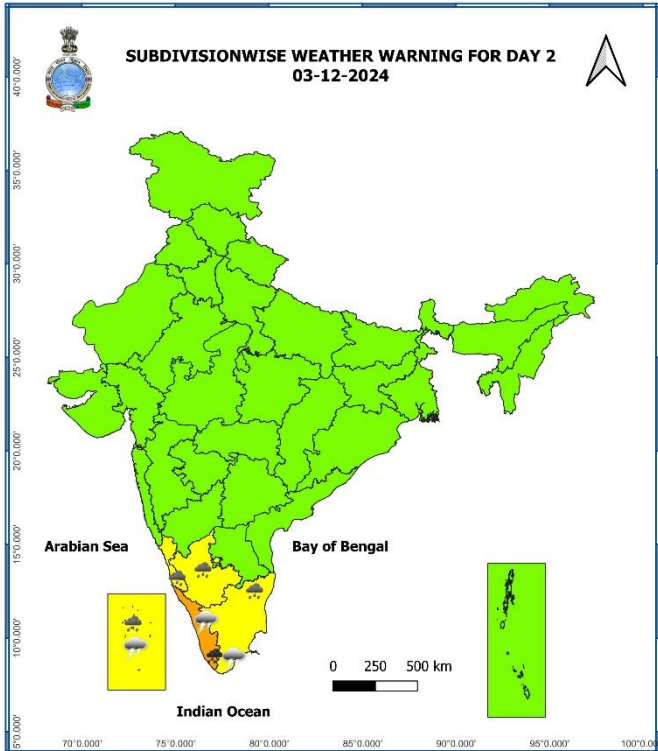 SUBDIVISIONWISE WEATHER WARNING FOR DAY 2
03-12-2024
40°0.000'
35°0.000'
30°0.000'
25°0.000'
20°0.000'
15°0.000'
10°0.000'
5°0.000'
Arabian Sea
Bay of Bengal
0 250 500 km
Indian Ocean
70°0.000' 75°0.000' 80°0.000' 85°0.000' 90°0.000' 95°0.000' 100°0.00